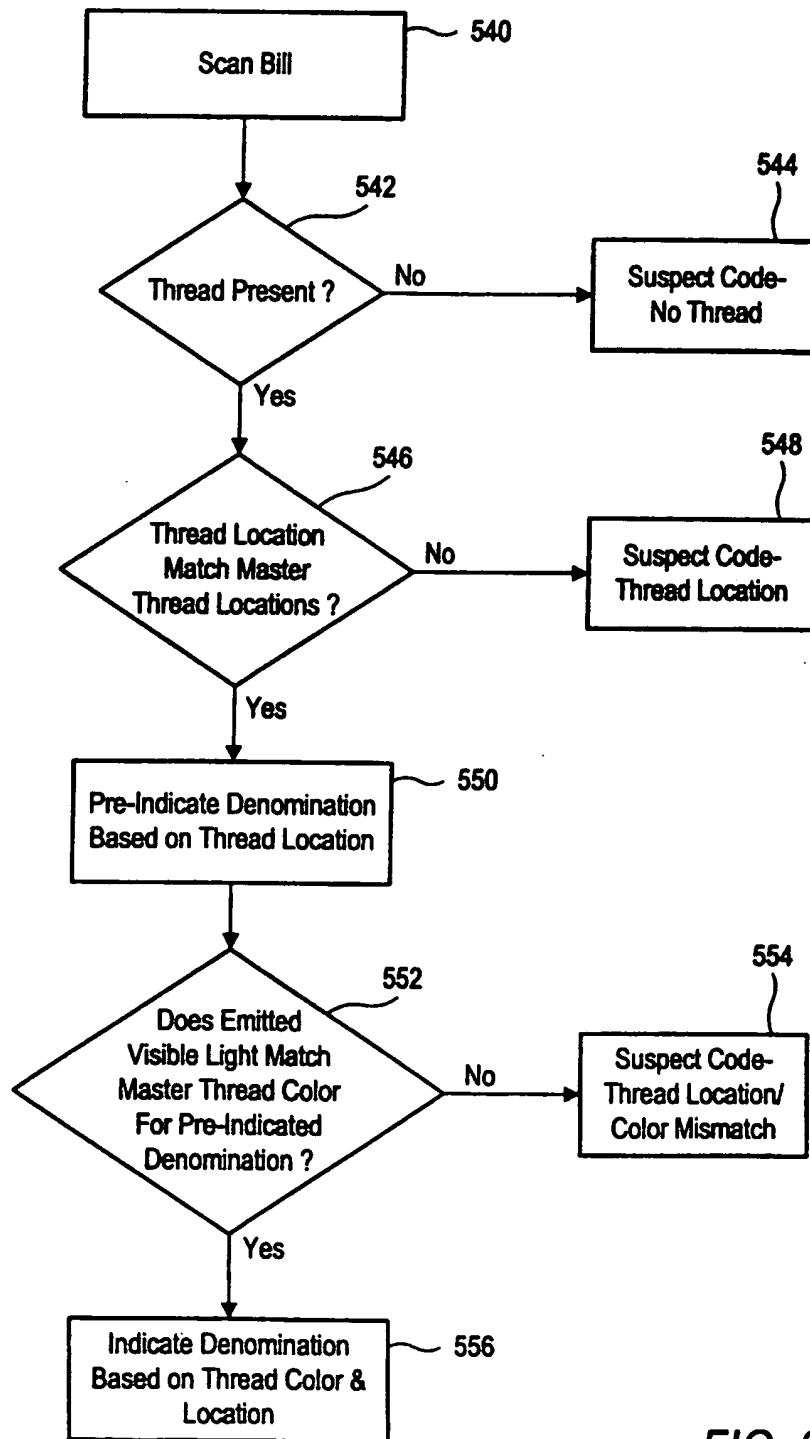 540
Scan Bill
542
544
Thread Present ?
No
Suspect Code-
No Thread
Yes
546
548
Thread Location
Match Master
Thread Locations ?
No
Suspect Code-
Thread Location
Yes
550
Pre-Indicate Denomination
Based on Thread Location
552
554
Does Emitted
Visible Light Match
Master Thread Color
For Pre-Indicated
Denomination ?
No
Suspect Code-
Thread Location/
Color Mismatch
Yes
Indicate Denomination
Based on Thread Color &
Location
556
FIG.